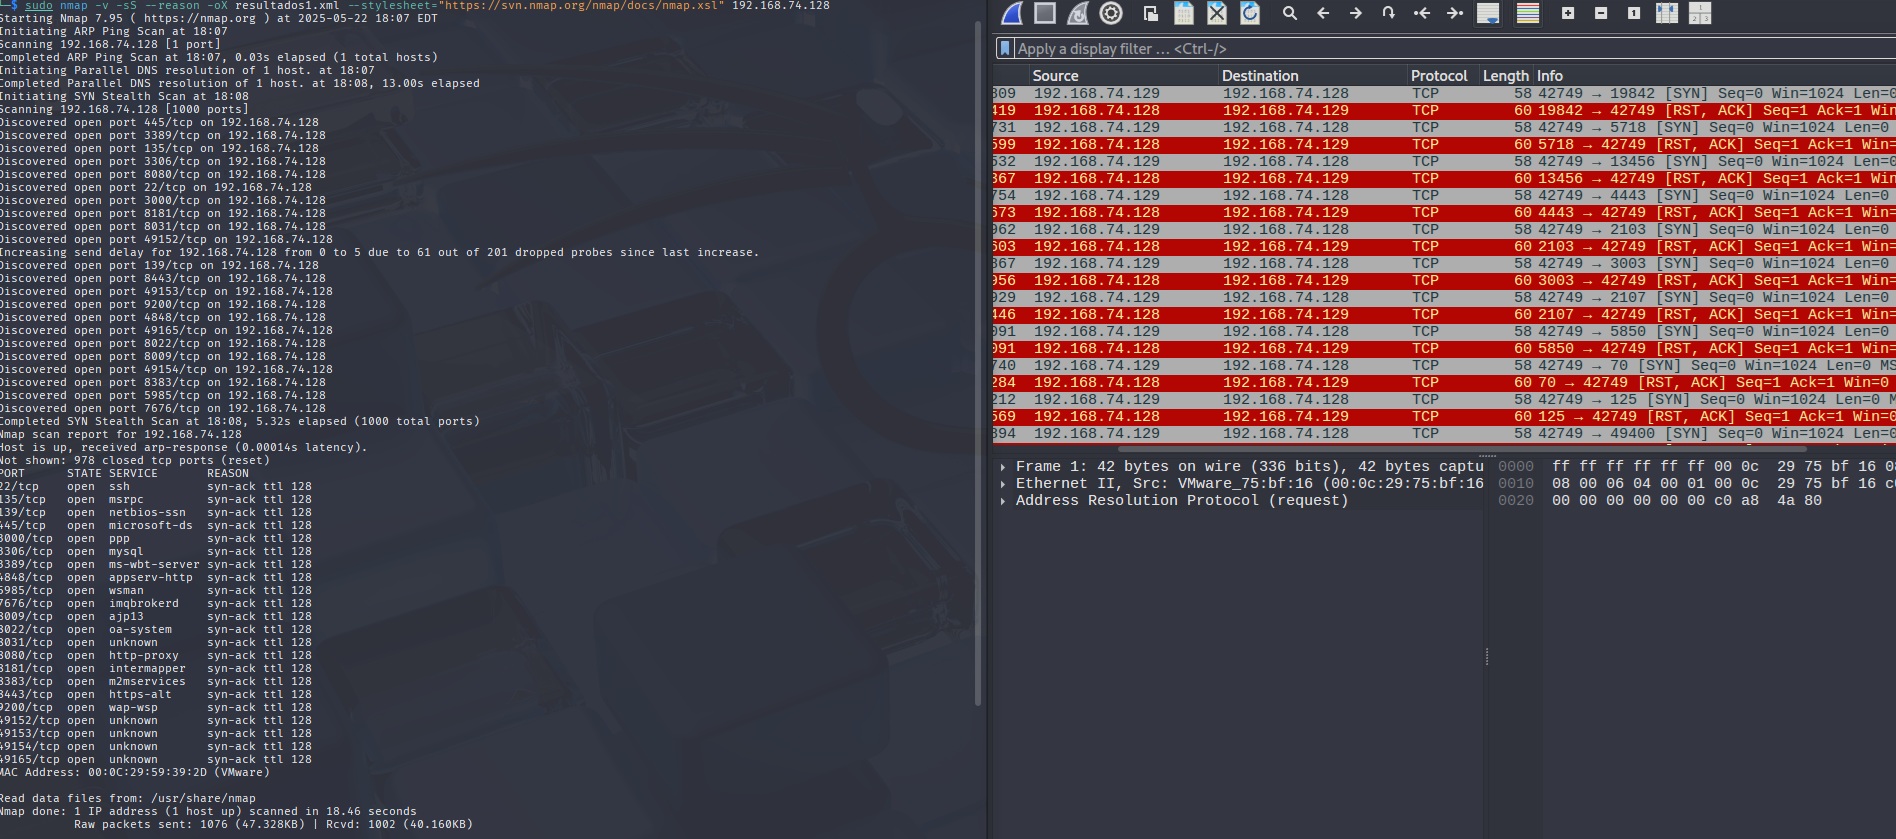 $ sudo nmap -v -sS --reason -oX resultados1.xml --stylesheet="https://svn.nmap.org/nmap/docs/nmap.xsl" 192.168.74.128
Starting Nmap 7.95 ( https://nmap.org ) at 2025-05-22 18:07 EDT
Initiating ARP Ping Scan at 18:07
Scanning 192.168.74.128 [1 port]
Completed ARP Ping Scan at 18:07, 0.03s elapsed (1 total hosts)
Initiating Parallel DNS resolution of 1 host. at 18:07
Completed Parallel DNS resolution of 1 host. at 18:08, 13.00s elapsed
Initiating SYN Stealth Scan at 18:08
Scanning 192.168.74.128 [1000 ports]
Discovered open port 445/tcp on 192.168.74.128
Discovered open port 3389/tcp on 192.168.74.128
Discovered open port 135/tcp on 192.168.74.128
Discovered open port 3306/tcp on 192.168.74.128
Discovered open port 8080/tcp on 192.168.74.128
Discovered open port 22/tcp on 192.168.74.128
Discovered open port 3000/tcp on 192.168.74.128
Discovered open port 8181/tcp on 192.168.74.128
Discovered open port 8031/tcp on 192.168.74.128
Discovered open port 49152/tcp on 192.168.74.128
Increasing send delay for 192.168.74.128 from 0 to 5 due to 61 out of 201 dropped probes since last increase.
Discovered open port 139/tcp on 192.168.74.128
Discovered open port 8443/tcp on 192.168.74.128
Discovered open port 49153/tcp on 192.168.74.128
Discovered open port 9200/tcp on 192.168.74.128
Discovered open port 4848/tcp on 192.168.74.128
Discovered open port 49165/tcp on 192.168.74.128
Discovered open port 8022/tcp on 192.168.74.128
Discovered open port 8009/tcp on 192.168.74.128
Discovered open port 49154/tcp on 192.168.74.128
Discovered open port 8383/tcp on 192.168.74.128
Discovered open port 5985/tcp on 192.168.74.128
Discovered open port 7676/tcp on 192.168.74.128
Completed SYN Stealth Scan at 18:08, 5.32s elapsed (1000 total ports)
Nmap scan report for 192.168.74.128
Host is up, received arp-response (0.00014s latency).
Not shown: 978 closed tcp ports (reset)
PORT STATE SERVICE REASON
22/tcp open ssh syn-ack ttl 128
135/tcp open msrpc syn-ack ttl 128
139/tcp open netbios-ssn syn-ack ttl 128
445/tcp open microsoft-ds syn-ack ttl 128
3000/tcp open ppp syn-ack ttl 128
3306/tcp open mysql syn-ack ttl 128
3389/tcp open ms-wbt-server syn-ack ttl 128
4848/tcp open appserv-http syn-ack ttl 128
5985/tcp open wsman syn-ack ttl 128
7676/tcp open imqbrokerd syn-ack ttl 128
8009/tcp open ajp13 syn-ack ttl 128
8022/tcp open oa-system syn-ack ttl 128
8031/tcp open unknown syn-ack ttl 128
8080/tcp open http-proxy syn-ack ttl 128
8181/tcp open intermapper syn-ack ttl 128
8383/tcp open m2mservices syn-ack ttl 128
8443/tcp open https-alt syn-ack ttl 128
9200/tcp open wap-wsp syn-ack ttl 128
49152/tcp open unknown syn-ack ttl 128
49153/tcp open unknown syn-ack ttl 128
49154/tcp open unknown syn-ack ttl 128
49165/tcp open unknown syn-ack ttl 128
MAC Address: 00:0C:29:59:39:2D (VMware)
Read data files from: /usr/share/nmap
Nmap done: 1 IP address (1 host up) scanned in 18.46 seconds
Raw packets sent: 1076 (47.328KB) | Rcvd: 1002 (40.160KB)
Apply a display filter … <Ctrl-/>
Source Destination Protocol Length Info
309 192.168.74.129 192.168.74.128 TCP 58 42749 → 19842 [SYN] Seq=0 Win=1024 Len=0
419 192.168.74.128 192.168.74.129 TCP 60 19842 → 42749 [RST, ACK] Seq=1 Ack=1 Win
731 192.168.74.129 192.168.74.128 TCP 58 42749 → 5718 [SYN] Seq=0 Win=1024 Len=0
599 192.168.74.128 192.168.74.129 TCP 60 5718 → 42749 [RST, ACK] Seq=1 Ack=1 Win=
532 192.168.74.129 192.168.74.128 TCP 58 42749 → 13456 [SYN] Seq=0 Win=1024 Len=0
367 192.168.74.128 192.168.74.129 TCP 60 13456 → 42749 [RST, ACK] Seq=1 Ack=1 Win
754 192.168.74.129 192.168.74.128 TCP 58 42749 → 4443 [SYN] Seq=0 Win=1024 Len=0
673 192.168.74.128 192.168.74.129 TCP 60 4443 → 42749 [RST, ACK] Seq=1 Ack=1 Win=
962 192.168.74.129 192.168.74.128 TCP 58 42749 → 2103 [SYN] Seq=0 Win=1024 Len=0
603 192.168.74.128 192.168.74.129 TCP 60 2103 → 42749 [RST, ACK] Seq=1 Ack=1 Win=
367 192.168.74.129 192.168.74.128 TCP 58 42749 → 3003 [SYN] Seq=0 Win=1024 Len=0
956 192.168.74.128 192.168.74.129 TCP 60 3003 → 42749 [RST, ACK] Seq=1 Ack=1 Win=
929 192.168.74.129 192.168.74.128 TCP 58 42749 → 2107 [SYN] Seq=0 Win=1024 Len=0
446 192.168.74.128 192.168.74.129 TCP 60 2107 → 42749 [RST, ACK] Seq=1 Ack=1 Win=
091 192.168.74.129 192.168.74.128 TCP 58 42749 → 5850 [SYN] Seq=0 Win=1024 Len=0
091 192.168.74.128 192.168.74.129 TCP 60 5850 → 42749 [RST, ACK] Seq=1 Ack=1 Win=
740 192.168.74.129 192.168.74.128 TCP 58 42749 → 70 [SYN] Seq=0 Win=1024 Len=0 MS
284 192.168.74.128 192.168.74.129 TCP 60 70 → 42749 [RST, ACK] Seq=1 Ack=1 Win=0
212 192.168.74.129 192.168.74.128 TCP 58 42749 → 125 [SYN] Seq=0 Win=1024 Len=0 M
569 192.168.74.128 192.168.74.129 TCP 60 125 → 42749 [RST, ACK] Seq=1 Ack=1 Win=0
394 192.168.74.129 192.168.74.128 TCP 58 42749 → 49400 [SYN] Seq=0 Win=1024 Len=0
Frame 1: 42 bytes on wire (336 bits), 42 bytes captu
Ethernet II, Src: VMware_75:bf:16 (00:0c:29:75:bf:16
Address Resolution Protocol (request)
0000 ff ff ff ff ff ff 00 0c 29 75 bf 16 08
0010 08 00 06 04 00 01 00 0c 29 75 bf 16 c0
0020 00 00 00 00 00 00 c0 a8 4a 80